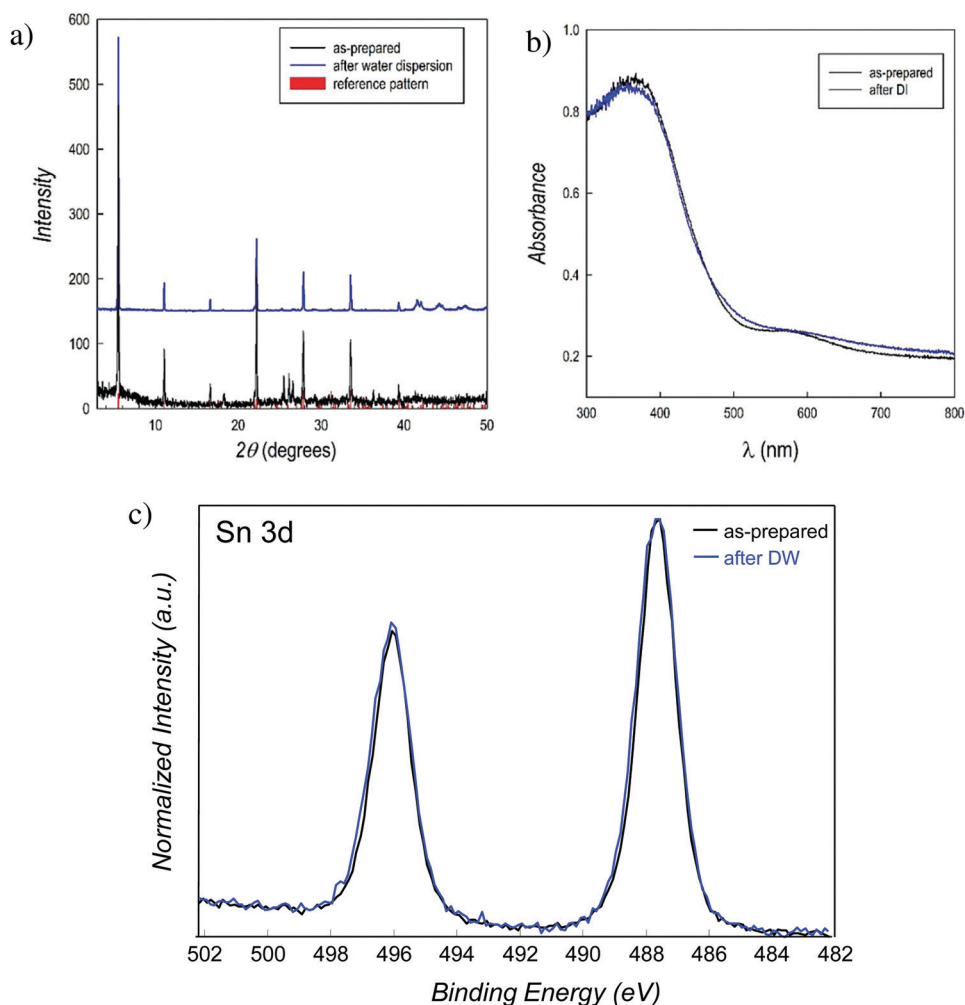 a)
600
500
400
300
200
100
0
Intensity
as-prepared
after water dispersion
reference pattern
10 20 30 40 50
2θ (degrees)
b)
1.0
0.8
0.6
0.4
0.2
Absorbance
as-prepared
after DI
300 400 500 600 700 800
λ (nm)
c)
Sn 3d
as-prepared
after DW
Normalized Intensity (a.u.)
502 500 498 496 494 492 490 488 486 484 482
Binding Energy (eV)